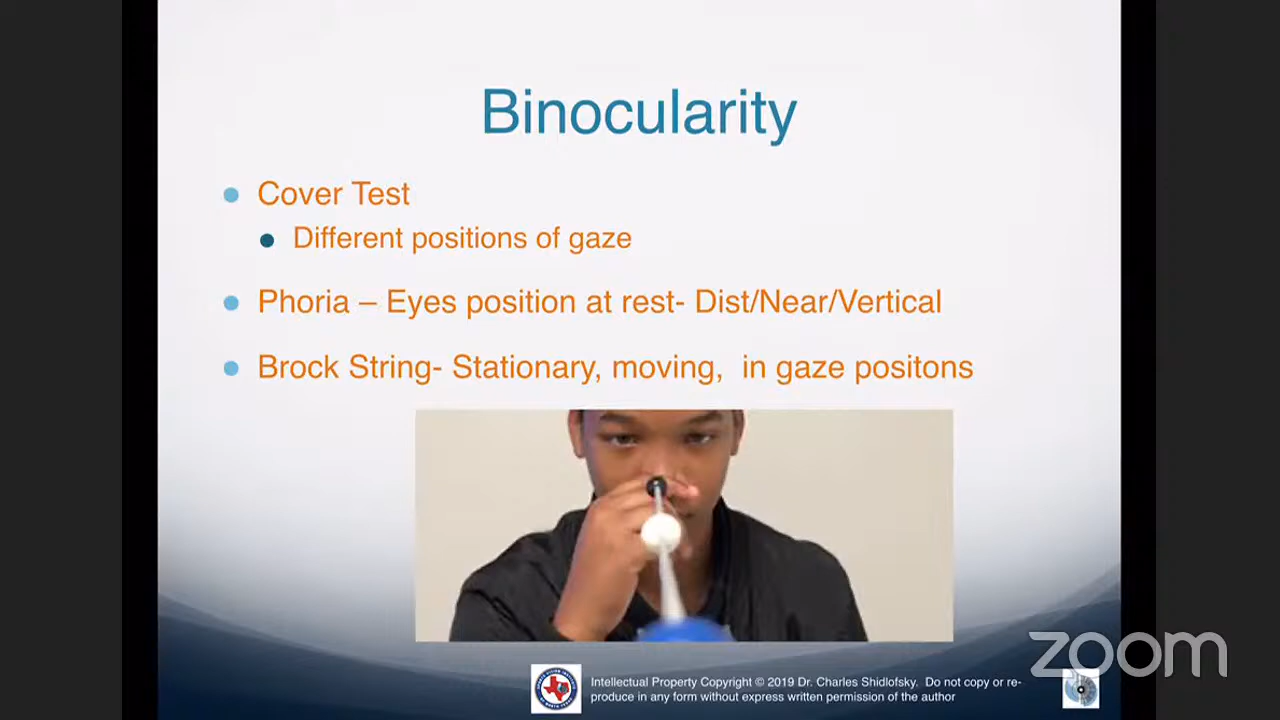 Binocularity
Cover Test
Different positions of gaze
Phoria – Eyes position at rest- Dist/Near/Vertical
Brock String- Stationary, moving,  in gaze positons
zoom
Intellectual Property Copyright © 2019 Dr. Charles Shidlofsky.  Do not copy or re-
produce in any form without express written permission of the author